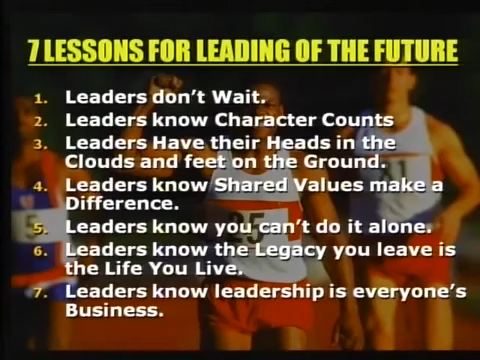 7 LESSONS FOR LEADING OF THE FUTURE
1. Leaders don't Wait.
2. Leaders know Character Counts
3. Leaders Have their Heads in the
Clouds and feet on the Ground.
4. Leaders know Shared Values make a
Difference.
5. Leaders know you can't do it alone.
6. Leaders know the Legacy you leave is
the Life You Live.
7. Leaders know leadership is everyone's
Business.